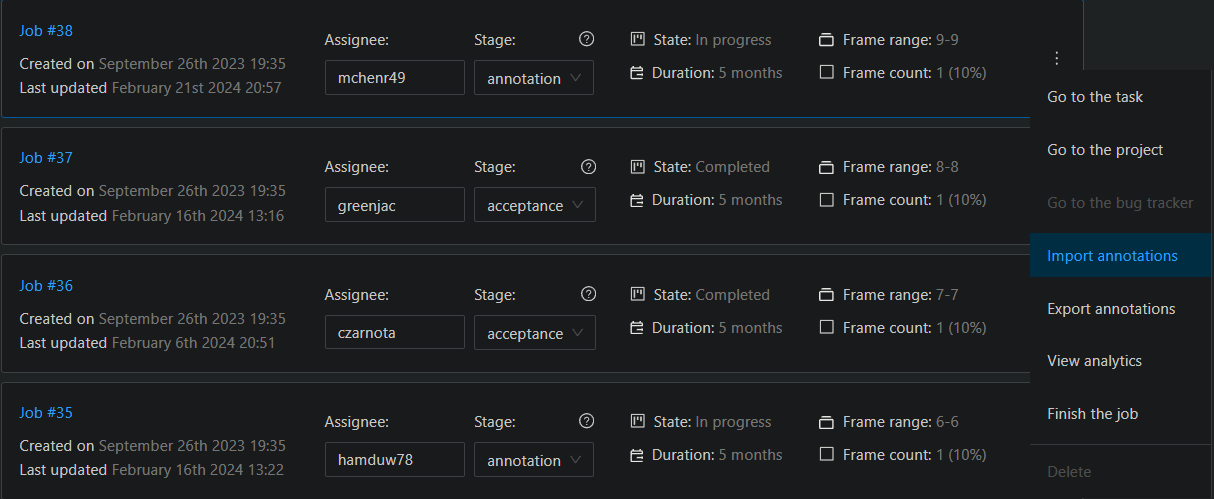 Job #38
Created on September 26th 2023 19:35
Last updated February 21st 2024 20:57
Assignee:
mchenr49
Stage:
annotation
State: In progress
Duration: 5 months
Frame range: 9-9
Frame count: 1 (10%)
Job #37
Created on September 26th 2023 19:35
Last updated February 16th 2024 13:16
Assignee:
greenjac
Stage:
acceptance
State: Completed
Duration: 5 months
Frame range: 8-8
Frame count: 1 (10%)
Job #36
Created on September 26th 2023 19:35
Last updated February 6th 2024 20:51
Assignee:
czarnota
Stage:
acceptance
State: Completed
Duration: 5 months
Frame range: 7-7
Frame count: 1 (10%)
Job #35
Created on September 26th 2023 19:35
Last updated February 16th 2024 13:22
Assignee:
hamduw78
Stage:
annotation
State: In progress
Duration: 5 months
Frame range: 6-6
Frame count: 1 (10%)
Go to the task
Go to the project
Go to the bug tracker
Import annotations
Export annotations
View analytics
Finish the job
Delete